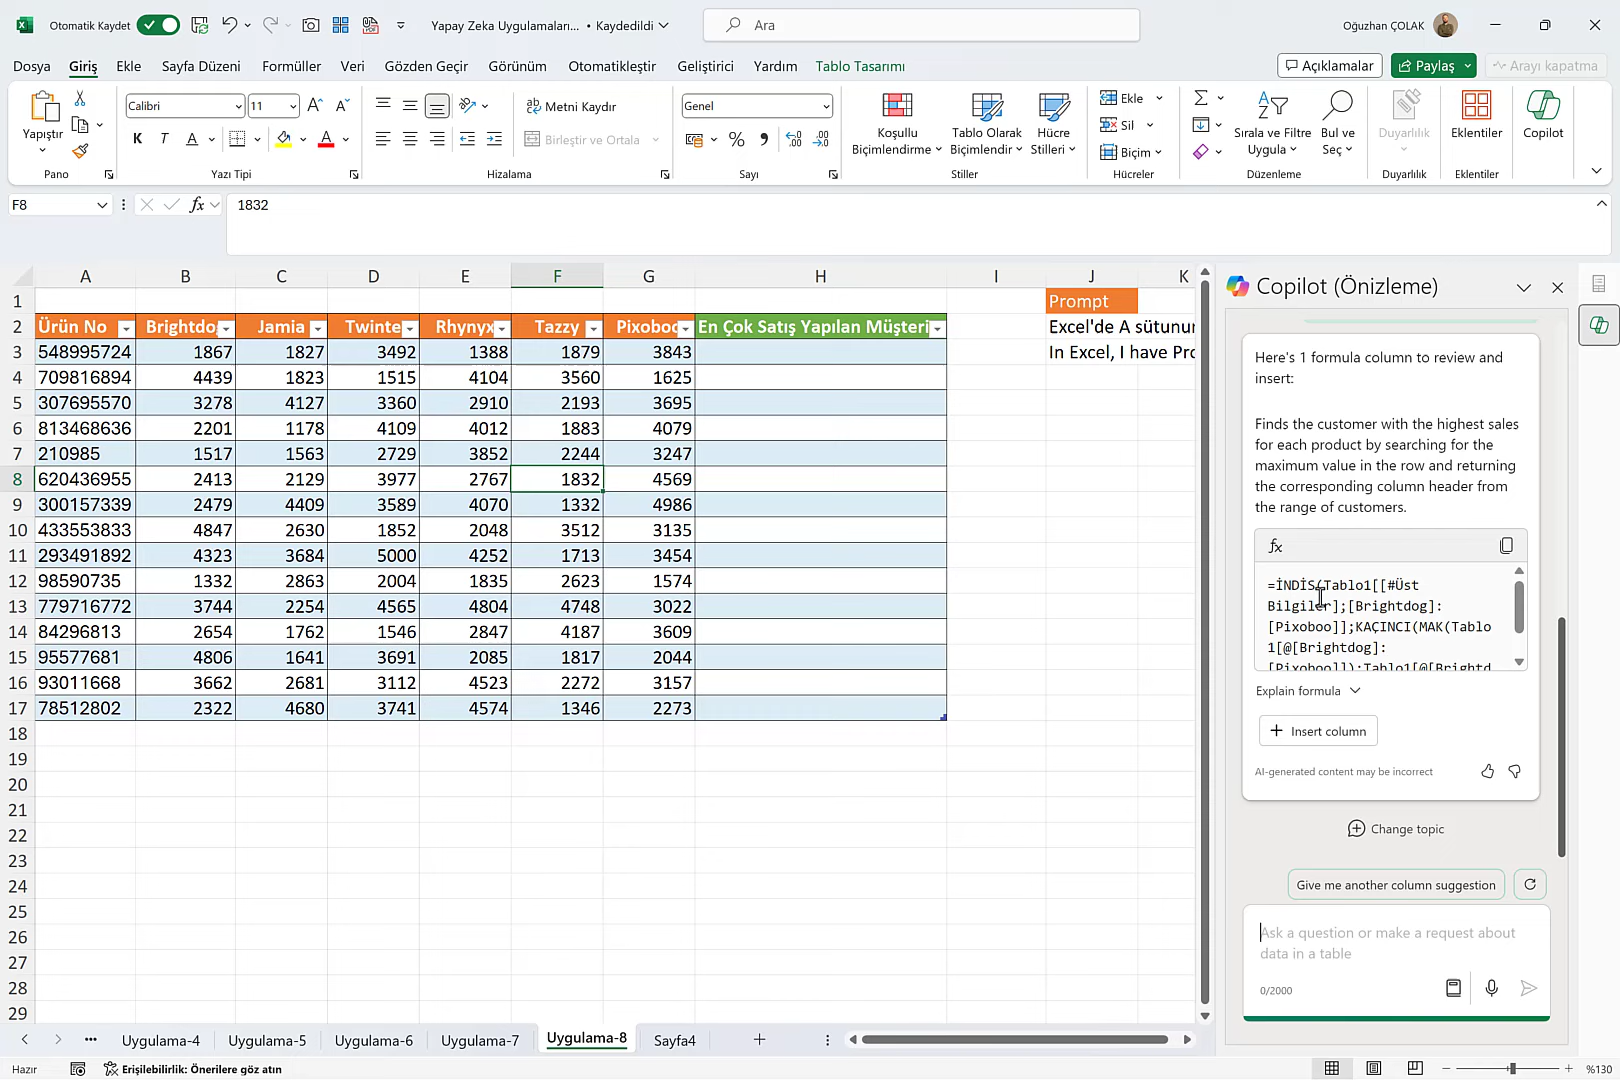 Otomatik Kaydet
Yapay Zeka Uygulamaları... • Kaydedildi
Ara
Oğuzhan ÇOLAK
Dosya Giriş Ekle Sayfa Düzeni Formüller Veri Gözden Geçir Görünüm Otomatikleştir Geliştirici Yardım Tablo Tasarımı
Açıklamalar Paylaş Arayı kapatma
Yapıştır
Pano
Calibri 11
K T A A
Yazı Tipi
Metni Kaydır
Birleştir ve Ortala
Hizalama
Genel
%
Sayı
Koşullu Biçimlendirme
Tablo Olarak Biçimlendir
Hücre Stilleri
Stiller
Ekle
Sil
Biçim
Hücreler
Sırala ve Filtre Uygula
Bul ve Seç
Düzenleme
Duyarlılık
Duyarlılık
Eklentiler
Eklentiler
Copilot
F8 fx 1832
A B C D E F G H I J K
1 Prompt
2 Ürün No Brightdo Jamia Twinte Rhynyx Tazzy Pixoboo En Çok Satış Yapılan Müşteri Excel'de A sütunur
3 548995724 1867 1827 3492 1388 1879 3843 In Excel, I have Pro
4 709816894 4439 1823 1515 4104 3560 1625
5 307695570 3278 4127 3360 2910 2193 3695
6 813468636 2201 1178 4109 4012 1883 4079
7 210985 1517 1563 2729 3852 2244 3247
8 620436955 2413 2129 3977 2767 1832 4569
9 300157339 2479 4409 3589 4070 1332 4986
10 433553833 4847 2630 1852 2048 3512 3135
11 293491892 4323 3684 5000 4252 1713 3454
12 98590735 1332 2863 2004 1835 2623 1574
13 779716772 3744 2254 4565 4804 4748 3022
14 84296813 2654 1762 1546 2847 4187 3609
15 95577681 4806 1641 3691 2085 1817 2044
16 93011668 3662 2681 3112 4523 2272 3157
17 78512802 2322 4680 3741 4574 1346 2273
18
19
20
21
22
23
24
25
26
27
28
29
Copilot (Önizleme)
Here's 1 formula column to review and
insert:
Finds the customer with the highest sales
for each product by searching for the
maximum value in the row and returning
the corresponding column header from
the range of customers.
fx
=İNDİS(Tablo1[[#Üst
Bilgiler];[Brightdog]:
[Pixoboo]];KAÇINCI(MAK(Tablo
1[@[Brightdog]:
[Pixoboo]]);Tablo1[@[Brightd
Explain formula
+ Insert column
AI-generated content may be incorrect
Change topic
Give me another column suggestion
Ask a question or make a request about
data in a table
0/2000
... Uygulama-4 Uygulama-5 Uygulama-6 Uygulama-7 Uygulama-8 Sayfa4 +
Hazır Erişilebilirlik: Önerilere göz atın %130